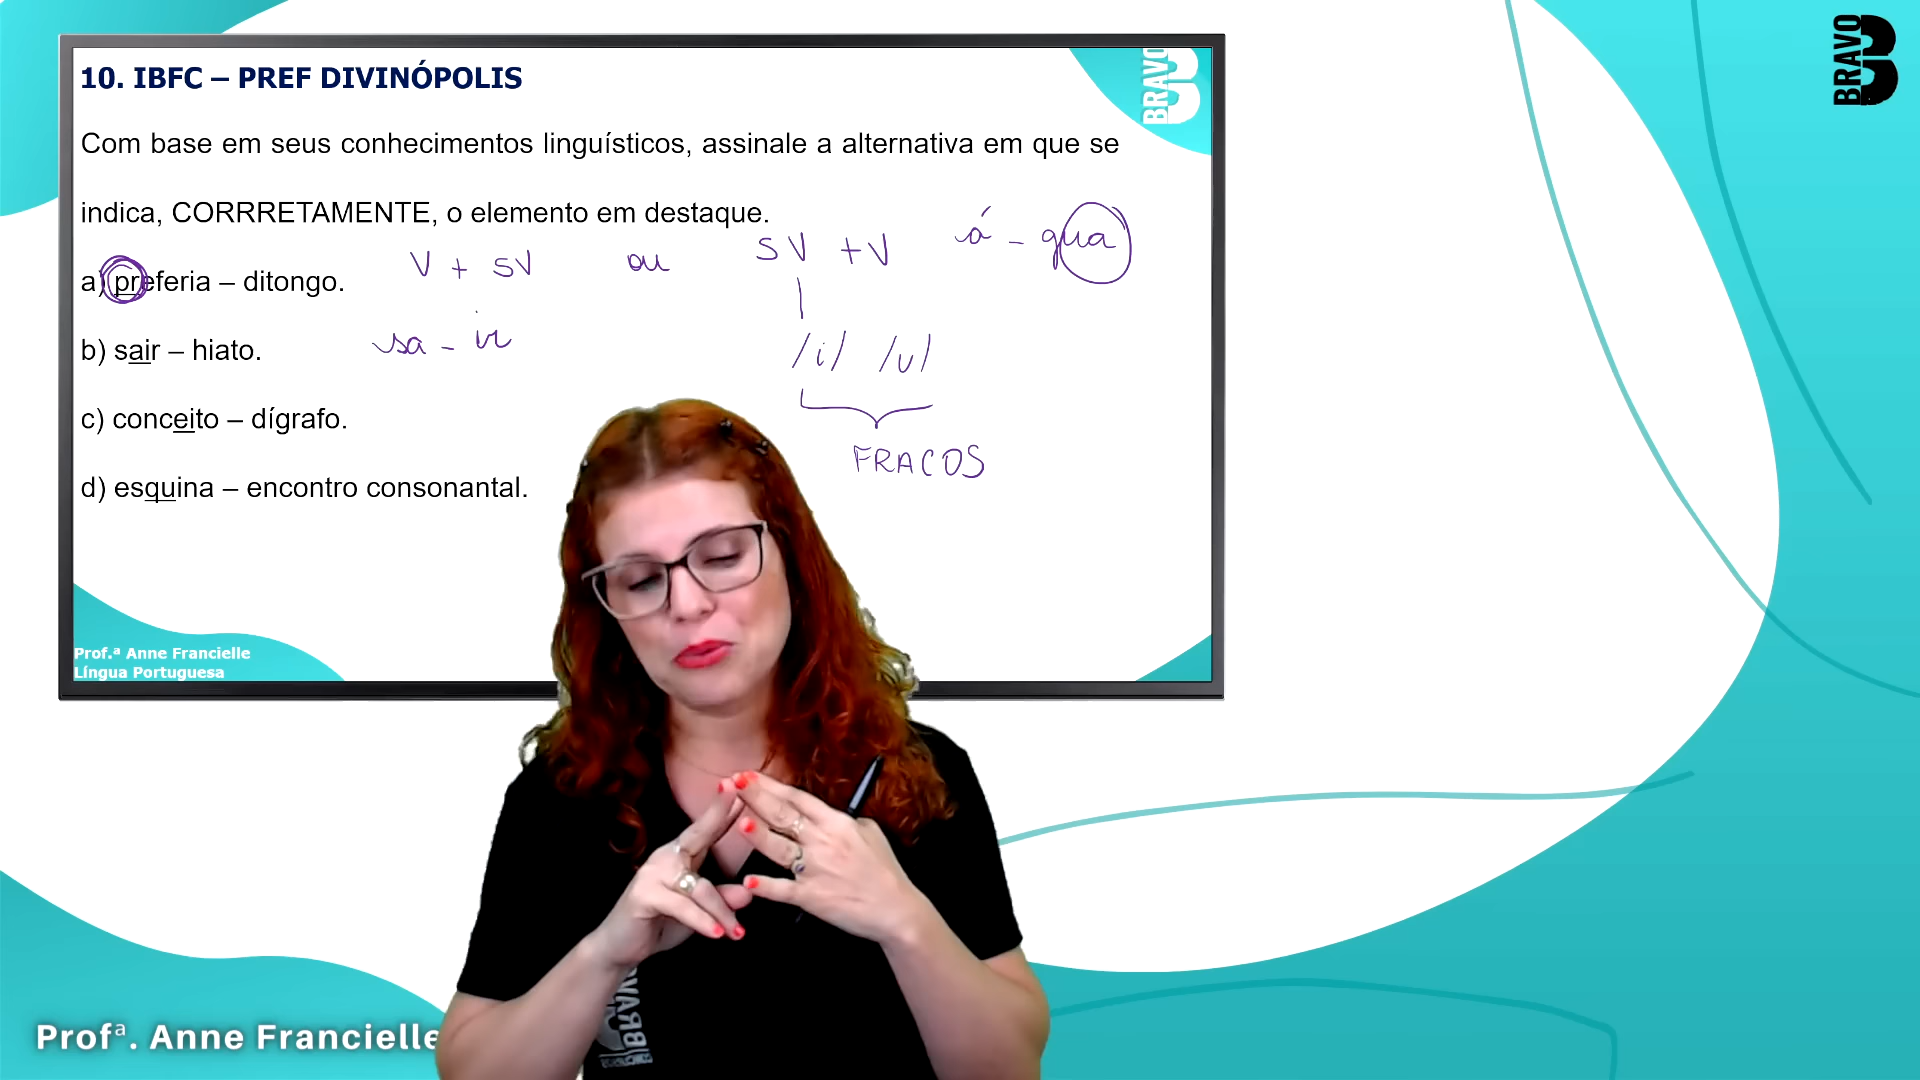 BRAVO
BRAVO
10. IBFC – PREF DIVINÓPOLIS
Com base em seus conhecimentos linguísticos, assinale a alternativa em que se
indica, CORRRETAMENTE, o elemento em destaque.
V + SV ou SV + V á - gua
a) preferia – ditongo.
b) sair – hiato. sa - ir /i/ /u/
c) conceito – dígrafo.
FRACOS
d) esquina – encontro consonantal.
Prof.ª Anne Francielle
Língua Portuguesa
Profª. Anne Francielle
BRAVO